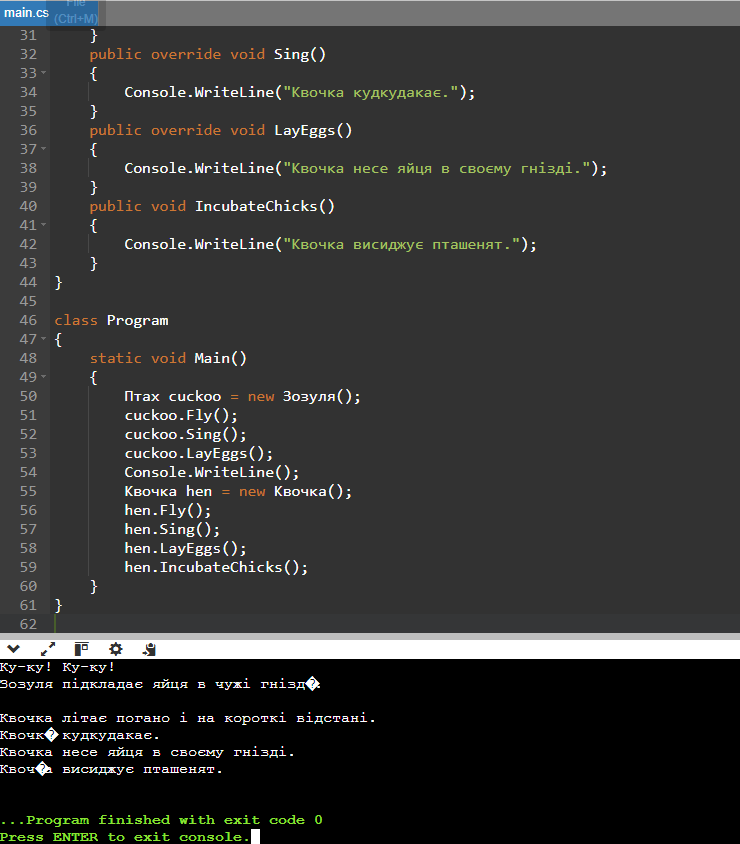 main.cs
File
(Ctrl+M)
31 }
32 public override void Sing()
33 {
34 Console.WriteLine("Квочка кудкудакає.");
35 }
36 public override void LayEggs()
37 {
38 Console.WriteLine("Квочка несе яйця в своєму гнізді.");
39 }
40 public void IncubateChicks()
41 {
42 Console.WriteLine("Квочка висиджує пташенят.");
43 }
44 }
45
46 class Program
47 {
48 static void Main()
49 {
50 Птах cuckoo = new Зозуля();
51 cuckoo.Fly();
52 cuckoo.Sing();
53 cuckoo.LayEggs();
54 Console.WriteLine();
55 Квочка hen = new Квочка();
56 hen.Fly();
57 hen.Sing();
58 hen.LayEggs();
59 hen.IncubateChicks();
60 }
61 }
62
Ку-ку! Ку-ку!
Зозуля підкладає яйця в чужі гнізд�.
Квочка літає погано і на короткі відстані.
Квочк� кудкудакає.
Квочка несе яйця в своєму гнізді.
Квоч�а висиджує пташенят.
...Program finished with exit code 0
Press ENTER to exit console.